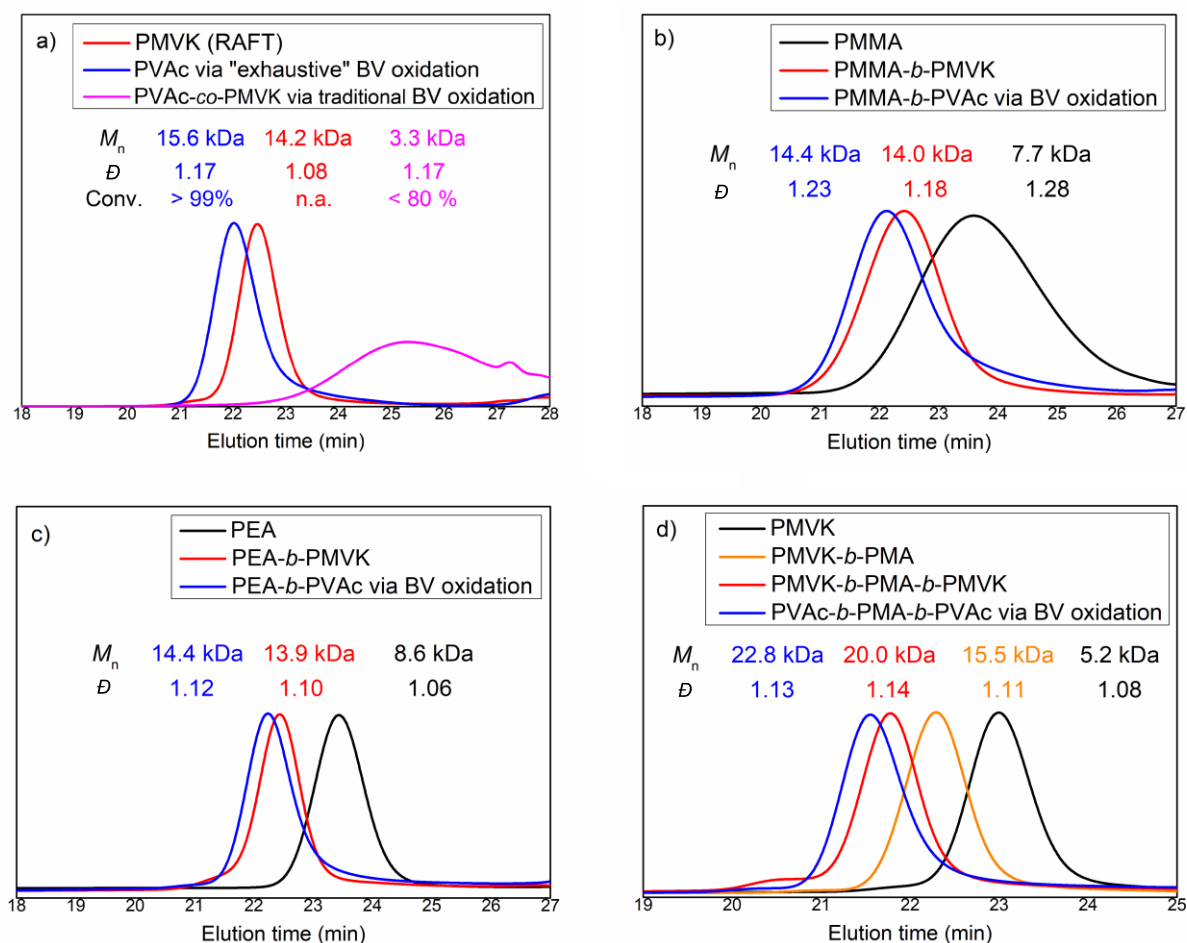 a)
PMVK (RAFT)
PVAc via "exhaustive" BV oxidation
PVAc-co-PMVK via traditional BV oxidation
Mn 15.6 kDa 14.2 kDa 3.3 kDa
Đ 1.17 1.08 1.17
Conv. > 99% n.a. < 80 %
18 19 20 21 22 23 24 25 26 27 28
Elution time (min)
b)
PMMA
PMMA-b-PMVK
PMMA-b-PVAc via BV oxidation
Mn 14.4 kDa 14.0 kDa 7.7 kDa
Đ 1.23 1.18 1.28
18 19 20 21 22 23 24 25 26 27
Elution time (min)
c)
PEA
PEA-b-PMVK
PEA-b-PVAc via BV oxidation
Mn 14.4 kDa 13.9 kDa 8.6 kDa
Đ 1.12 1.10 1.06
18 19 20 21 22 23 24 25 26 27
Elution time (min)
d)
PMVK
PMVK-b-PMA
PMVK-b-PMA-b-PMVK
PVAc-b-PMA-b-PVAc via BV oxidation
Mn 22.8 kDa 20.0 kDa 15.5 kDa 5.2 kDa
Đ 1.13 1.14 1.11 1.08
19 20 21 22 23 24 25
Elution time (min)